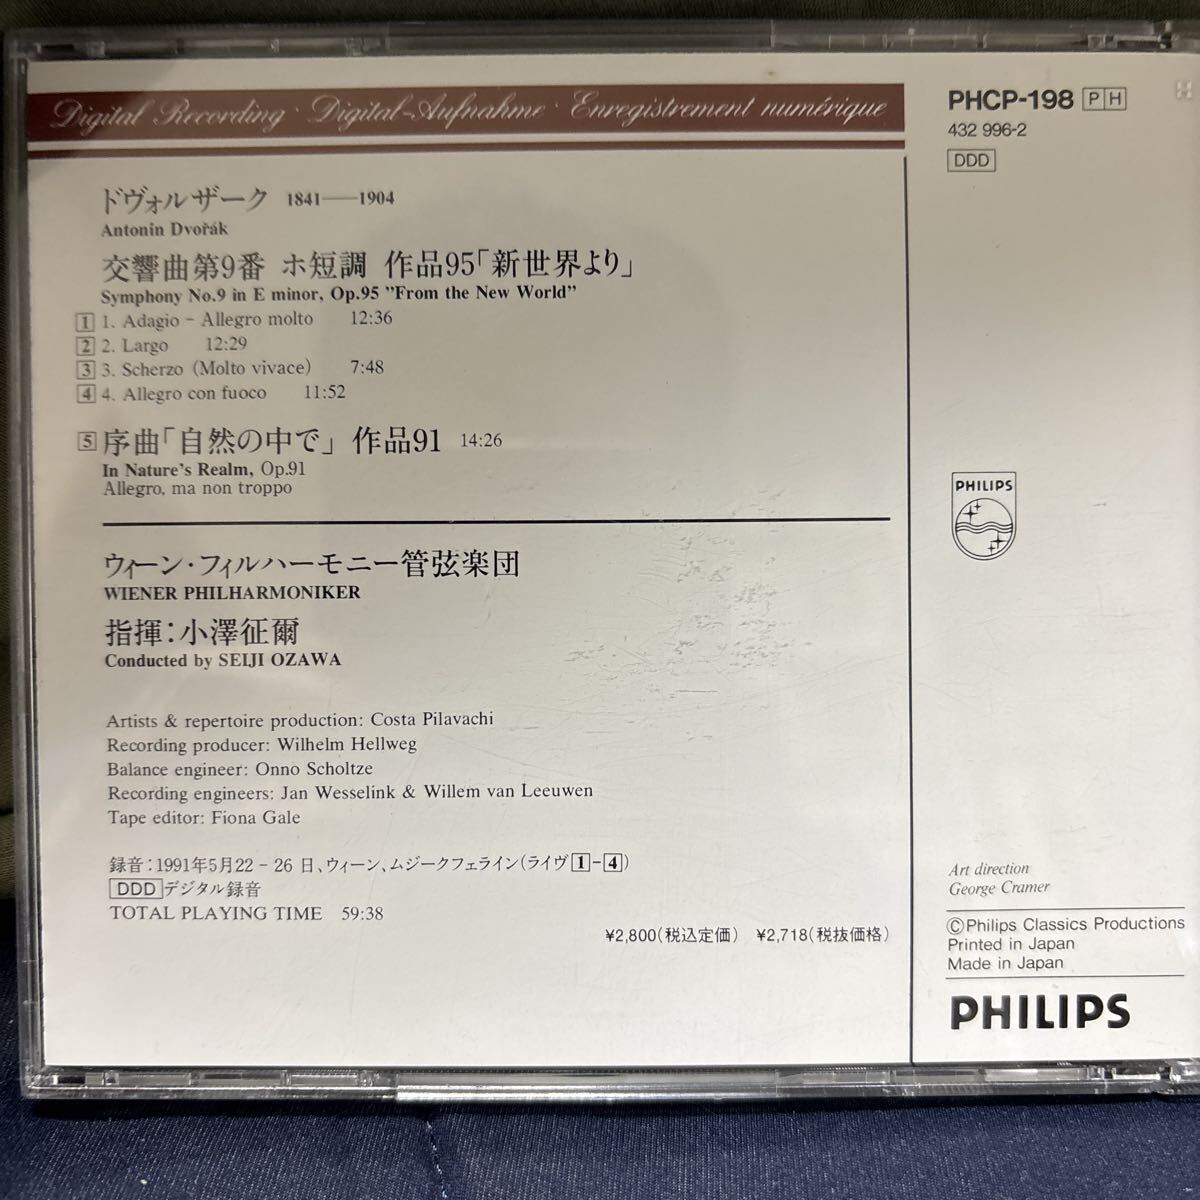 Digital Recording · Digital-Aufnahme · Enregistrement numérique
ドヴォルザーク 1841——1904
Antonin Dvořák
交響曲第9番 ホ短調 作品95「新世界より」
Symphony No.9 in E minor, Op.95 "From the New World"
1 1. Adagio – Allegro molto 12:36
2 2. Largo 12:29
3 3. Scherzo (Molto vivace) 7:48
4 4. Allegro con fuoco 11:52
5 序曲「自然の中で」 作品91 14:26
In Nature's Realm, Op.91
Allegro, ma non troppo
ウィーン・フィルハーモニー管弦楽団
WIENER PHILHARMONIKER
指揮：小澤征爾
Conducted by SEIJI OZAWA
Artists & repertoire production: Costa Pilavachi
Recording producer: Wilhelm Hellweg
Balance engineer: Onno Scholtze
Recording engineers: Jan Wesselink & Willem van Leeuwen
Tape editor: Fiona Gale
録音：1991年5月22 – 26 日、ウィーン、ムジークフェライン（ライヴ 1 – 4）
DDD デジタル録音
TOTAL PLAYING TIME 59:38
¥2,800（税込定価） ¥2,718（税抜価格）
PHCP-198 P H
432 996-2
DDD
PHILIPS
Art direction
George Cramer
©Philips Classics Productions
Printed in Japan
Made in Japan
PHILIPS